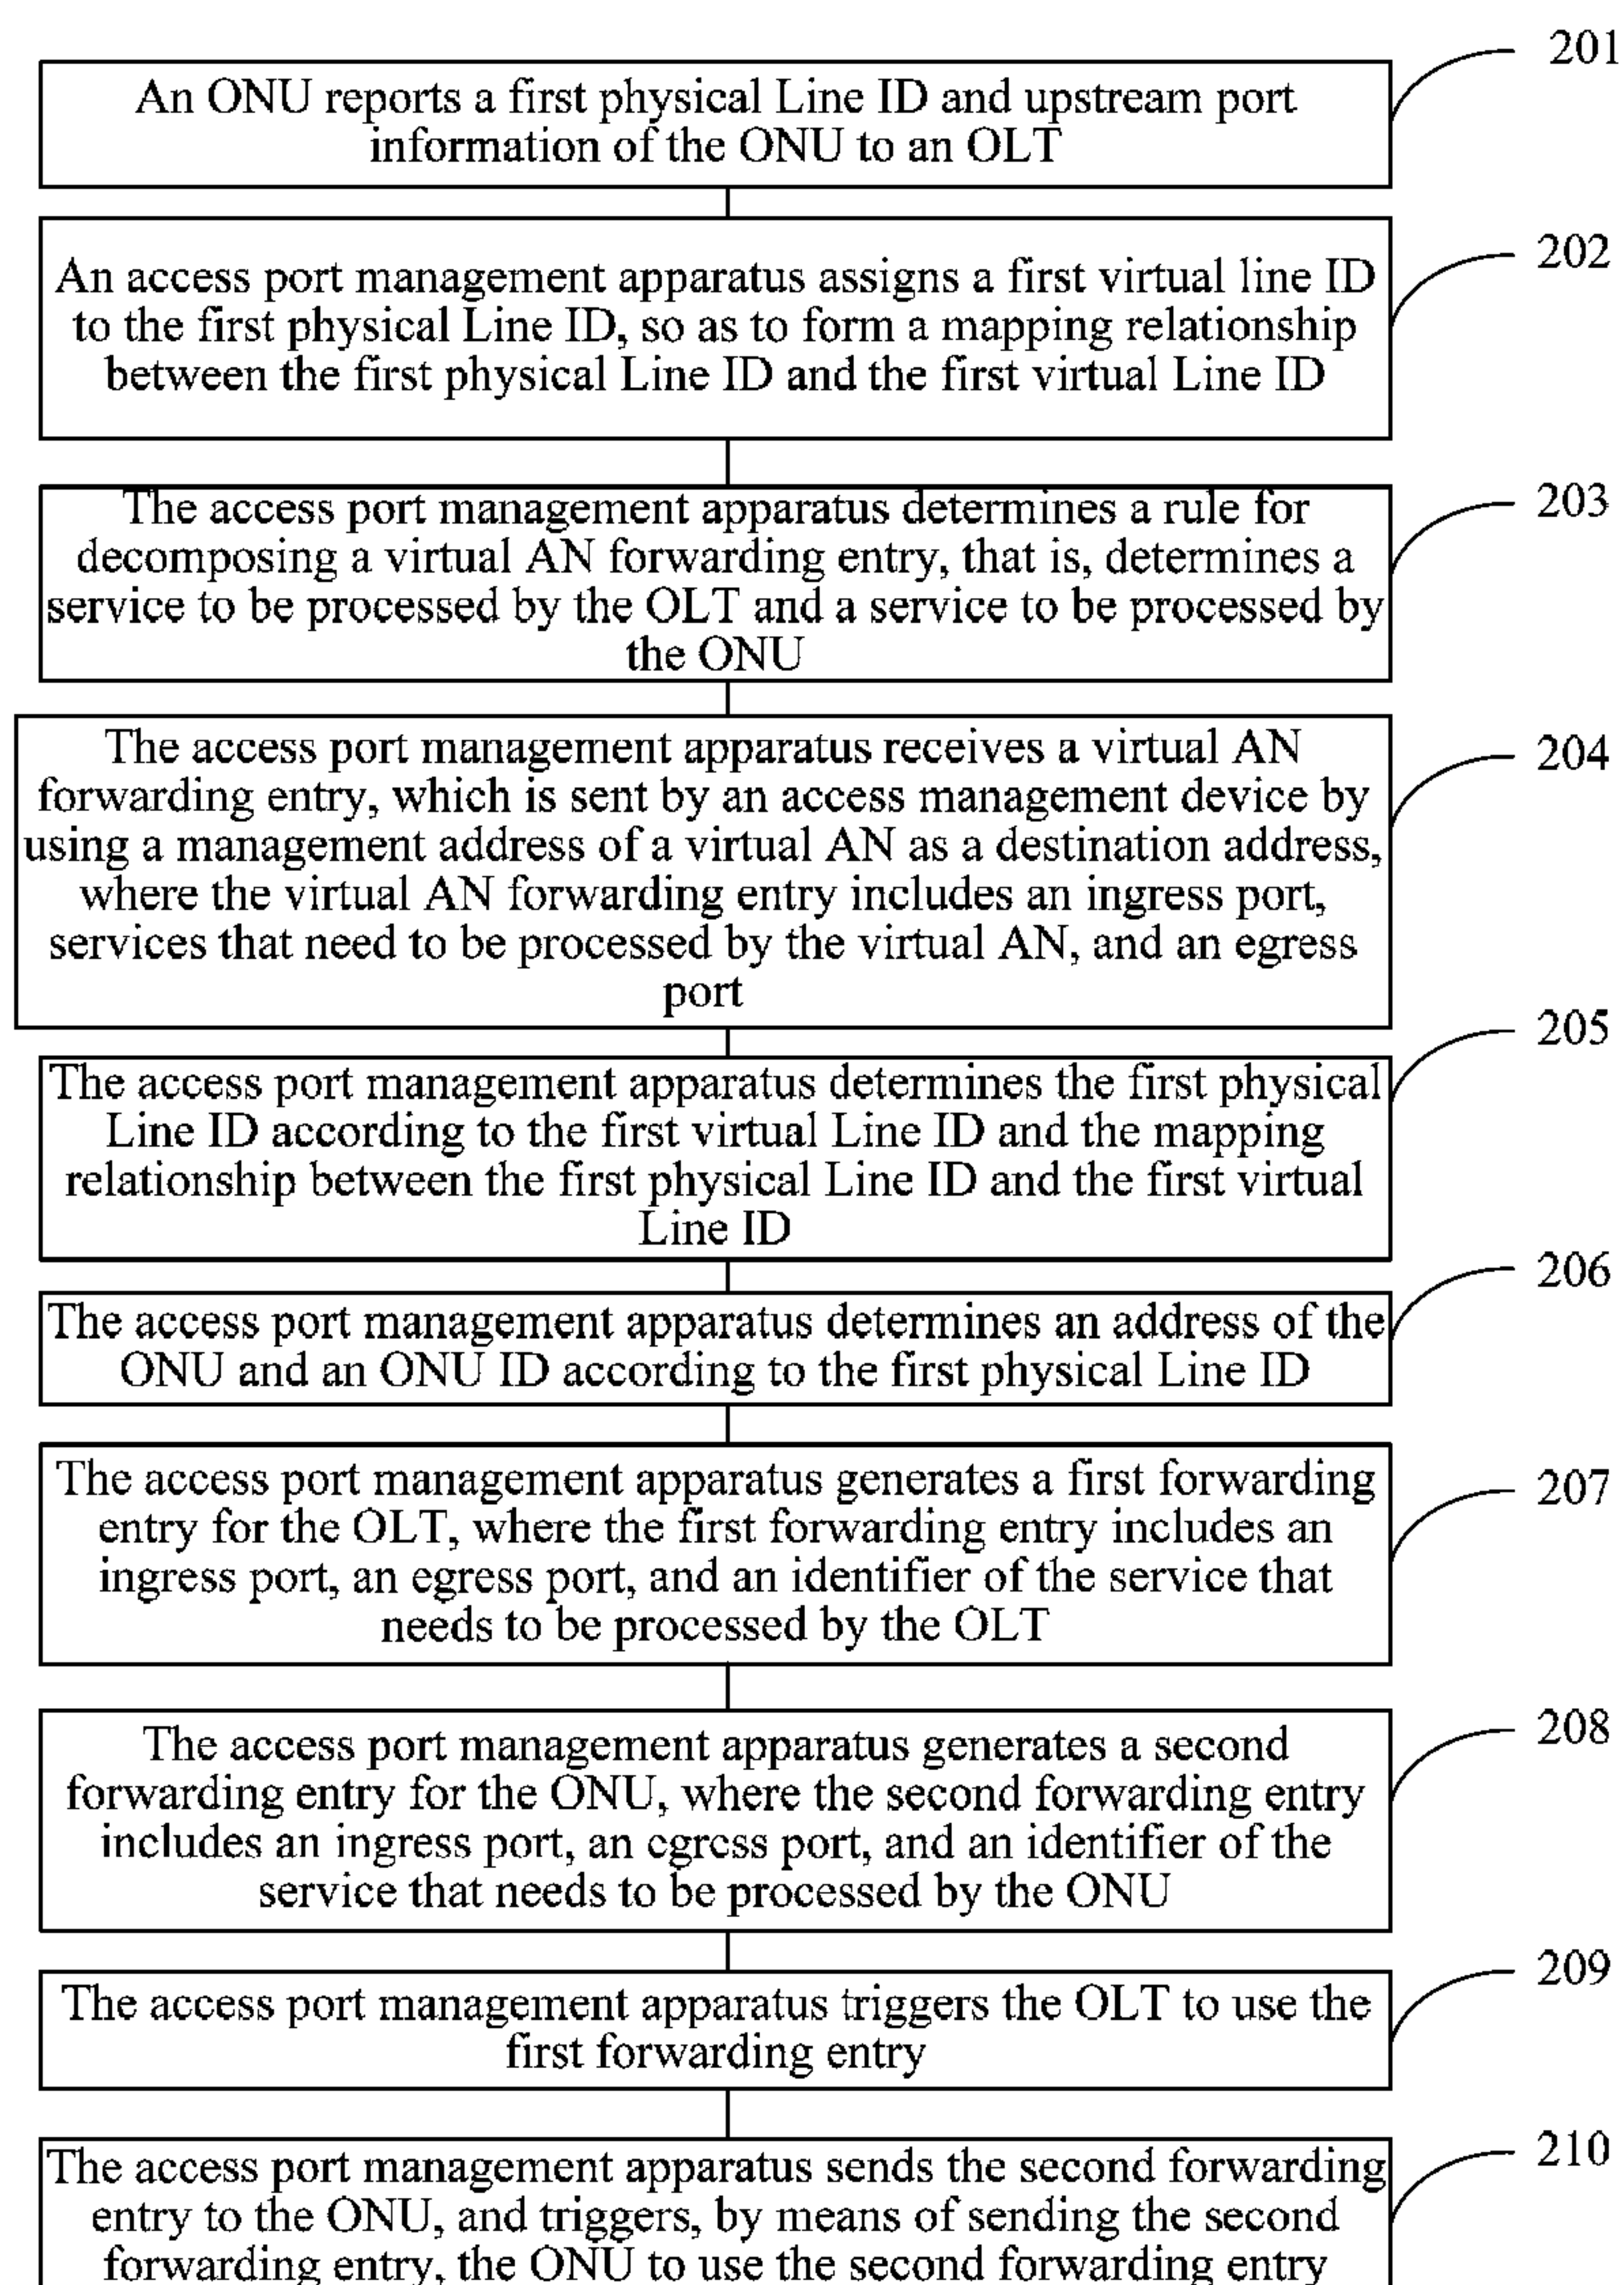 201
An ONU reports a first physical Line ID and upstream port
information of the ONU to an OLT
202
An access port management apparatus assigns a first virtual line ID
to the first physical Line ID, so as to form a mapping relationship
between the first physical Line ID and the first virtual Line ID
203
The access port management apparatus determines a rule for
decomposing a virtual AN forwarding entry, that is, determines a
service to be processed by the OLT and a service to be processed by
the ONU
204
The access port management apparatus receives a virtual AN
forwarding entry, which is sent by an access management device by
using a management address of a virtual AN as a destination address,
where the virtual AN forwarding entry includes an ingress port,
services that need to be processed by the virtual AN, and an egress
port
205
The access port management apparatus determines the first physical
Line ID according to the first virtual Line ID and the mapping
relationship between the first physical Line ID and the first virtual
Line ID
206
The access port management apparatus determines an address of the
ONU and an ONU ID according to the first physical Line ID
207
The access port management apparatus generates a first forwarding
entry for the OLT, where the first forwarding entry includes an
ingress port, an egress port, and an identifier of the service that
needs to be processed by the OLT
208
The access port management apparatus generates a second
forwarding entry for the ONU, where the second forwarding entry
includes an ingress port, an egress port, and an identifier of the
service that needs to be processed by the ONU
209
The access port management apparatus triggers the OLT to use the
first forwarding entry
210
The access port management apparatus sends the second forwarding
entry to the ONU, and triggers, by means of sending the second
forwarding entry, the ONU to use the second forwarding entry